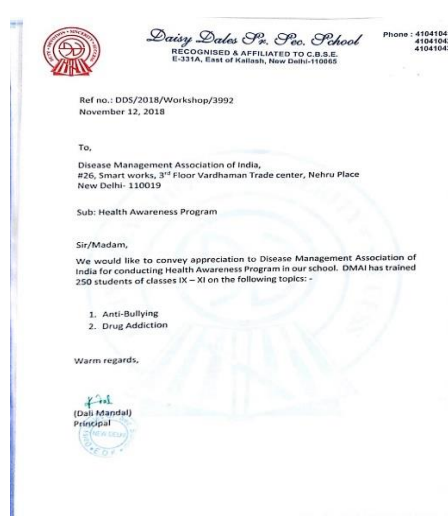 Daisy Dales Sr. Sec. School
RECOGNISED & AFFILIATED TO C.B.S.E.
E-331A, East of Kailash, New Delhi-110065
Phone : 4104104
4104104
4104104
Ref no.: DDS/2018/Workshop/3992
November 12, 2018
To,
Disease Management Association of India,
#26, Smart works, 3rd Floor Vardhaman Trade center, Nehru Place
New Delhi- 110019
Sub: Health Awareness Program
Sir/Madam,
We would like to convey appreciation to Disease Management Association of
India for conducting Health Awareness Program in our school. DMAI has trained
250 students of classes IX – XI on the following topics: -
1. Anti-Bullying
2. Drug Addiction
Warm regards,
(Dali Mandal)
Principal
NEW DELHI